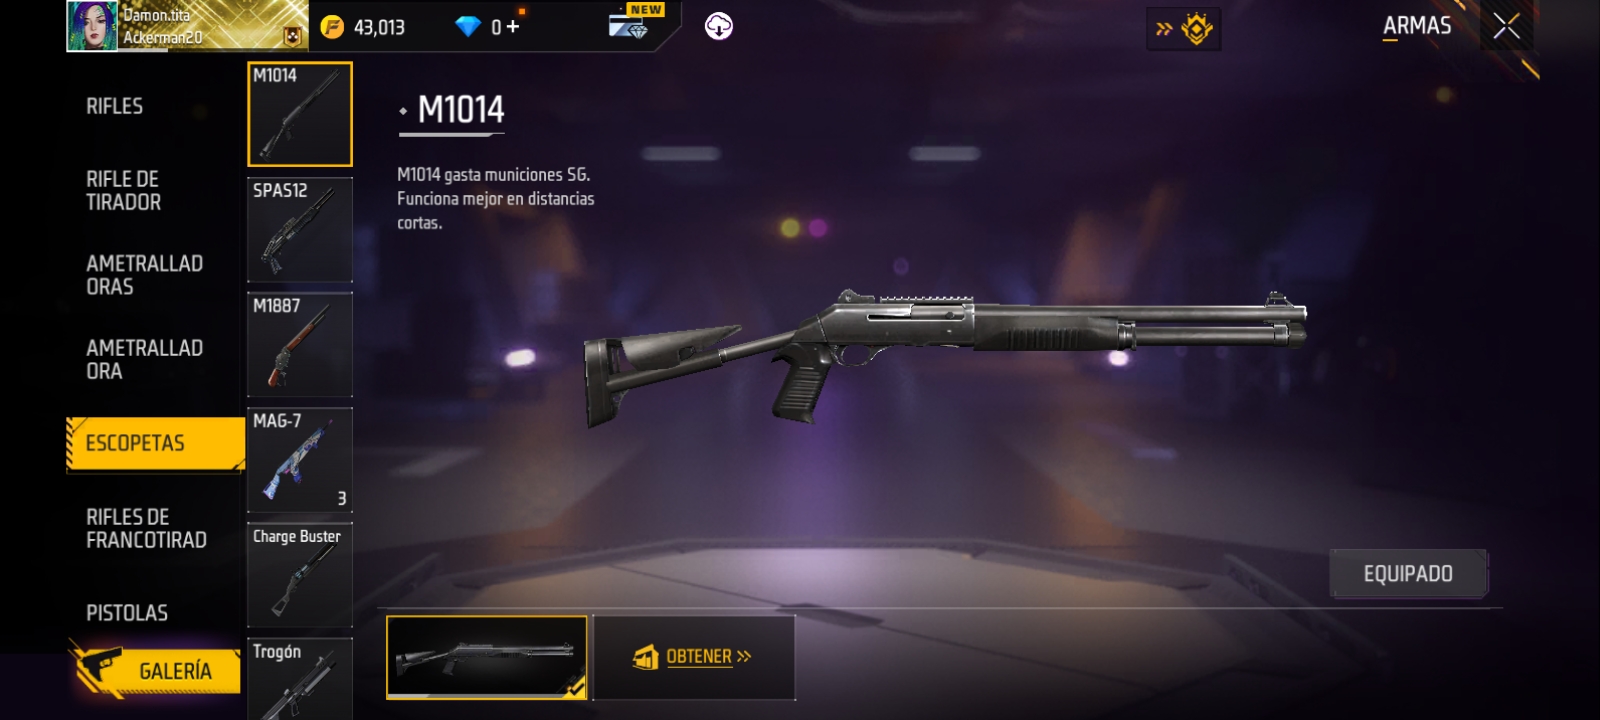 Damon.tita
Ackerman20
43,013
0 +
NEW
ARMAS
RIFLES
RIFLE DE
TIRADOR
AMETRALLAD
ORAS
AMETRALLAD
ORA
ESCOPETAS
RIFLES DE
FRANCOTIRAD
PISTOLAS
GALERÍA
M1014
SPAS12
M1887
MAG-7
3
Charge Buster
Trogón
M1014
M1014 gasta municiones SG.
Funciona mejor en distancias
cortas.
EQUIPADO
OBTENER